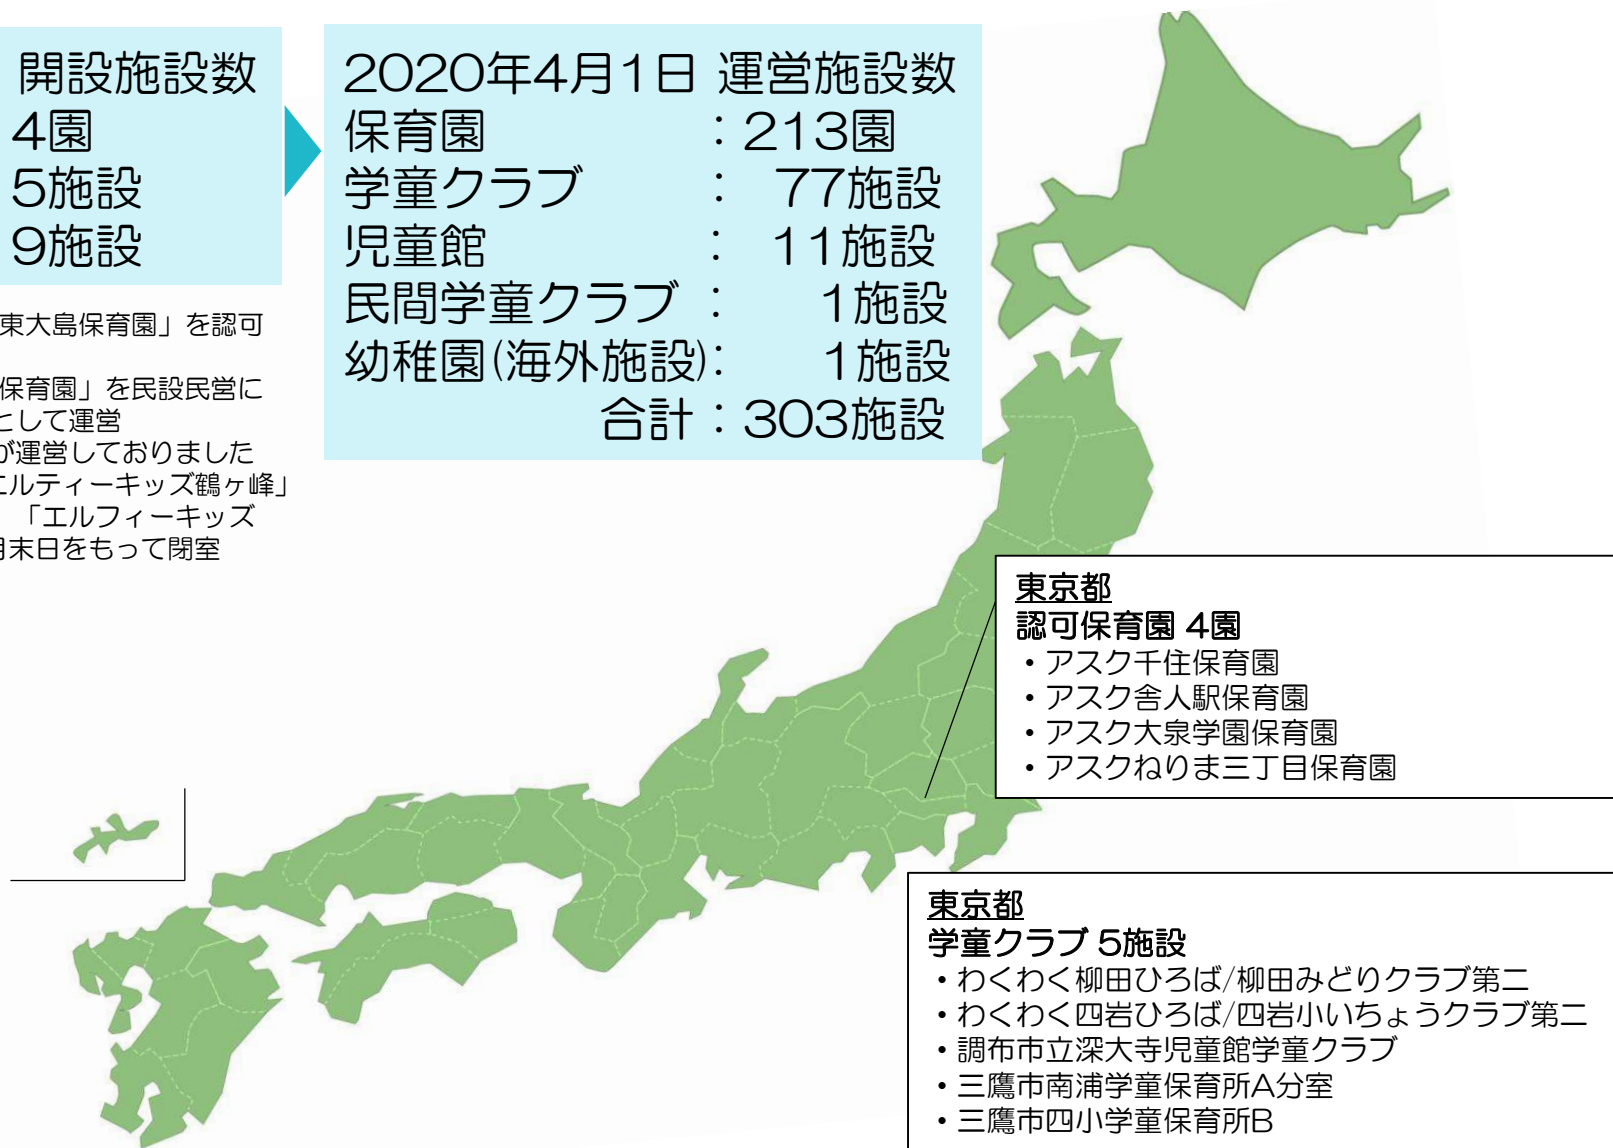 開設施設数
4園
5施設
9施設
2020年4月1日 運営施設数
保育園 ：213園
学童クラブ ： 77施設
児童館 ： 11施設
民間学童クラブ ： 1施設
幼稚園(海外施設)： 1施設
合計：303施設
東大島保育園」を認可
保育園」を民設民営に
として運営
が運営しておりました
エルティーキッズ鶴ヶ峰」
「エルフィーキッズ
月末日をもって閉室
東京都
認可保育園 4園
・アスク千住保育園
・アスク舎人駅保育園
・アスク大泉学園保育園
・アスクねりま三丁目保育園
東京都
学童クラブ 5施設
・わくわく柳田ひろば/柳田みどりクラブ第二
・わくわく四岩ひろば/四岩小いちょうクラブ第二
・調布市立深大寺児童館学童クラブ
・三鷹市南浦学童保育所A分室
・三鷹市四小学童保育所B